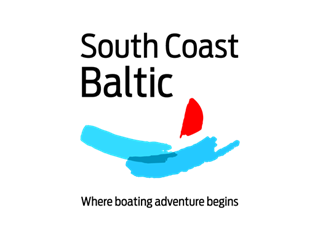 South Coast
Baltic
Where boating adventure begins